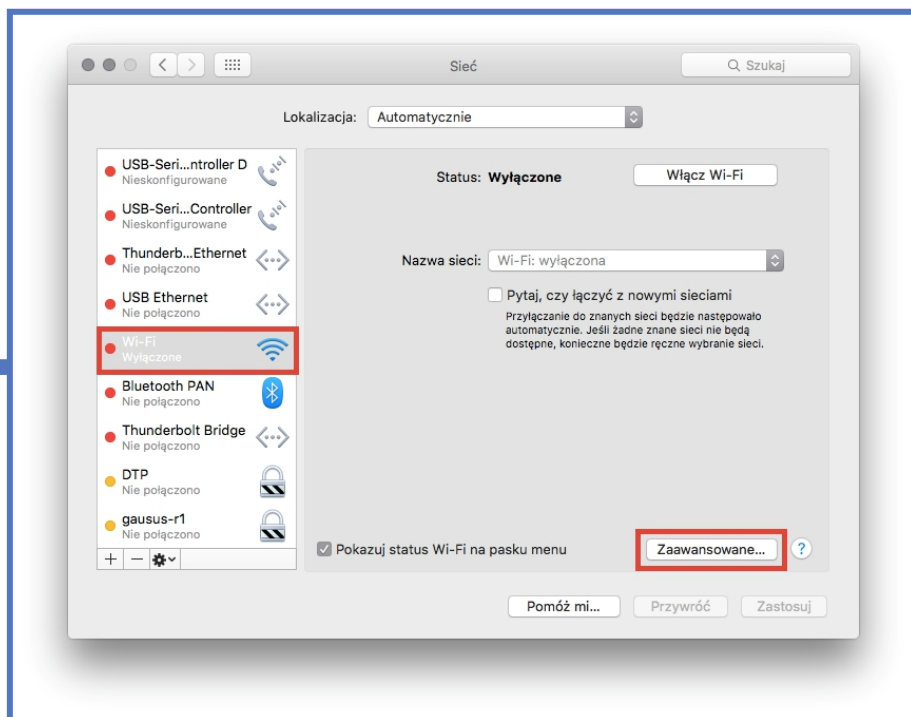 Sieć
Szukaj
Lokalizacja: Automatycznie
USB-Seri...ntroller D
Nieskonfigurowane
USB-Seri...Controller
Nieskonfigurowane
Thunderb...Ethernet
Nie połączono
USB Ethernet
Nie połączono
Wi-Fi
Wyłączone
Bluetooth PAN
Nie połączono
Thunderbolt Bridge
Nie połączono
DTP
Nie połączono
gausus-r1
Nie połączono
Status: Wyłączone
Włącz Wi-Fi
Nazwa sieci: Wi-Fi: wyłączona
Pytaj, czy łączyć z nowymi sieciami
Przyłączanie do znanych sieci będzie następowało
automatycznie. Jeśli żadne znane sieci nie będą
dostępne, konieczne będzie ręczne wybranie sieci.
Pokazuj status Wi-Fi na pasku menu
Zaawansowane...
?
Pomóż mi...
Przywróć
Zastosuj